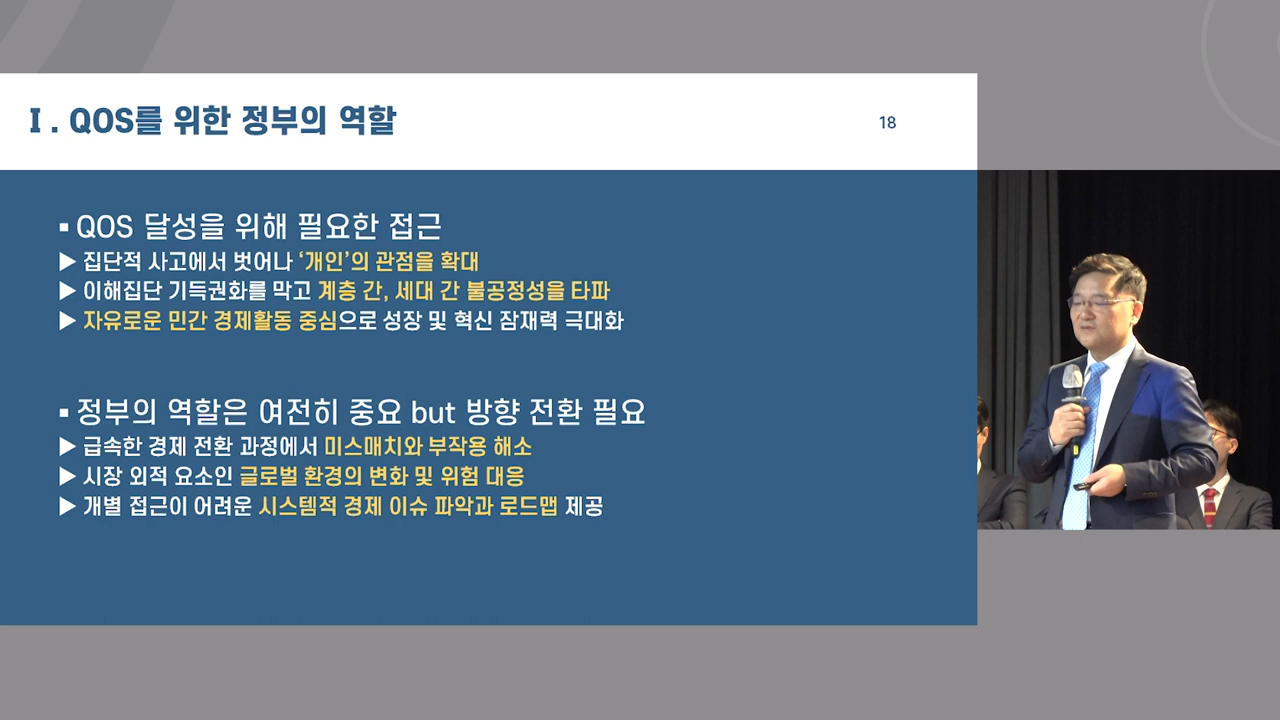 Ⅰ. QOS를 위한 정부의 역할
18
▪ QOS 달성을 위해 필요한 접근
▶ 집단적 사고에서 벗어나 ‘개인’의 관점을 확대
▶ 이해집단 기득권화를 막고 계층 간, 세대 간 불공정성을 타파
▶ 자유로운 민간 경제활동 중심으로 성장 및 혁신 잠재력 극대화
▪ 정부의 역할은 여전히 중요 but 방향 전환 필요
▶ 급속한 경제 전환 과정에서 미스매치와 부작용 해소
▶ 시장 외적 요소인 글로벌 환경의 변화 및 위험 대응
▶ 개별 접근이 어려운 시스템적 경제 이슈 파악과 로드맵 제공